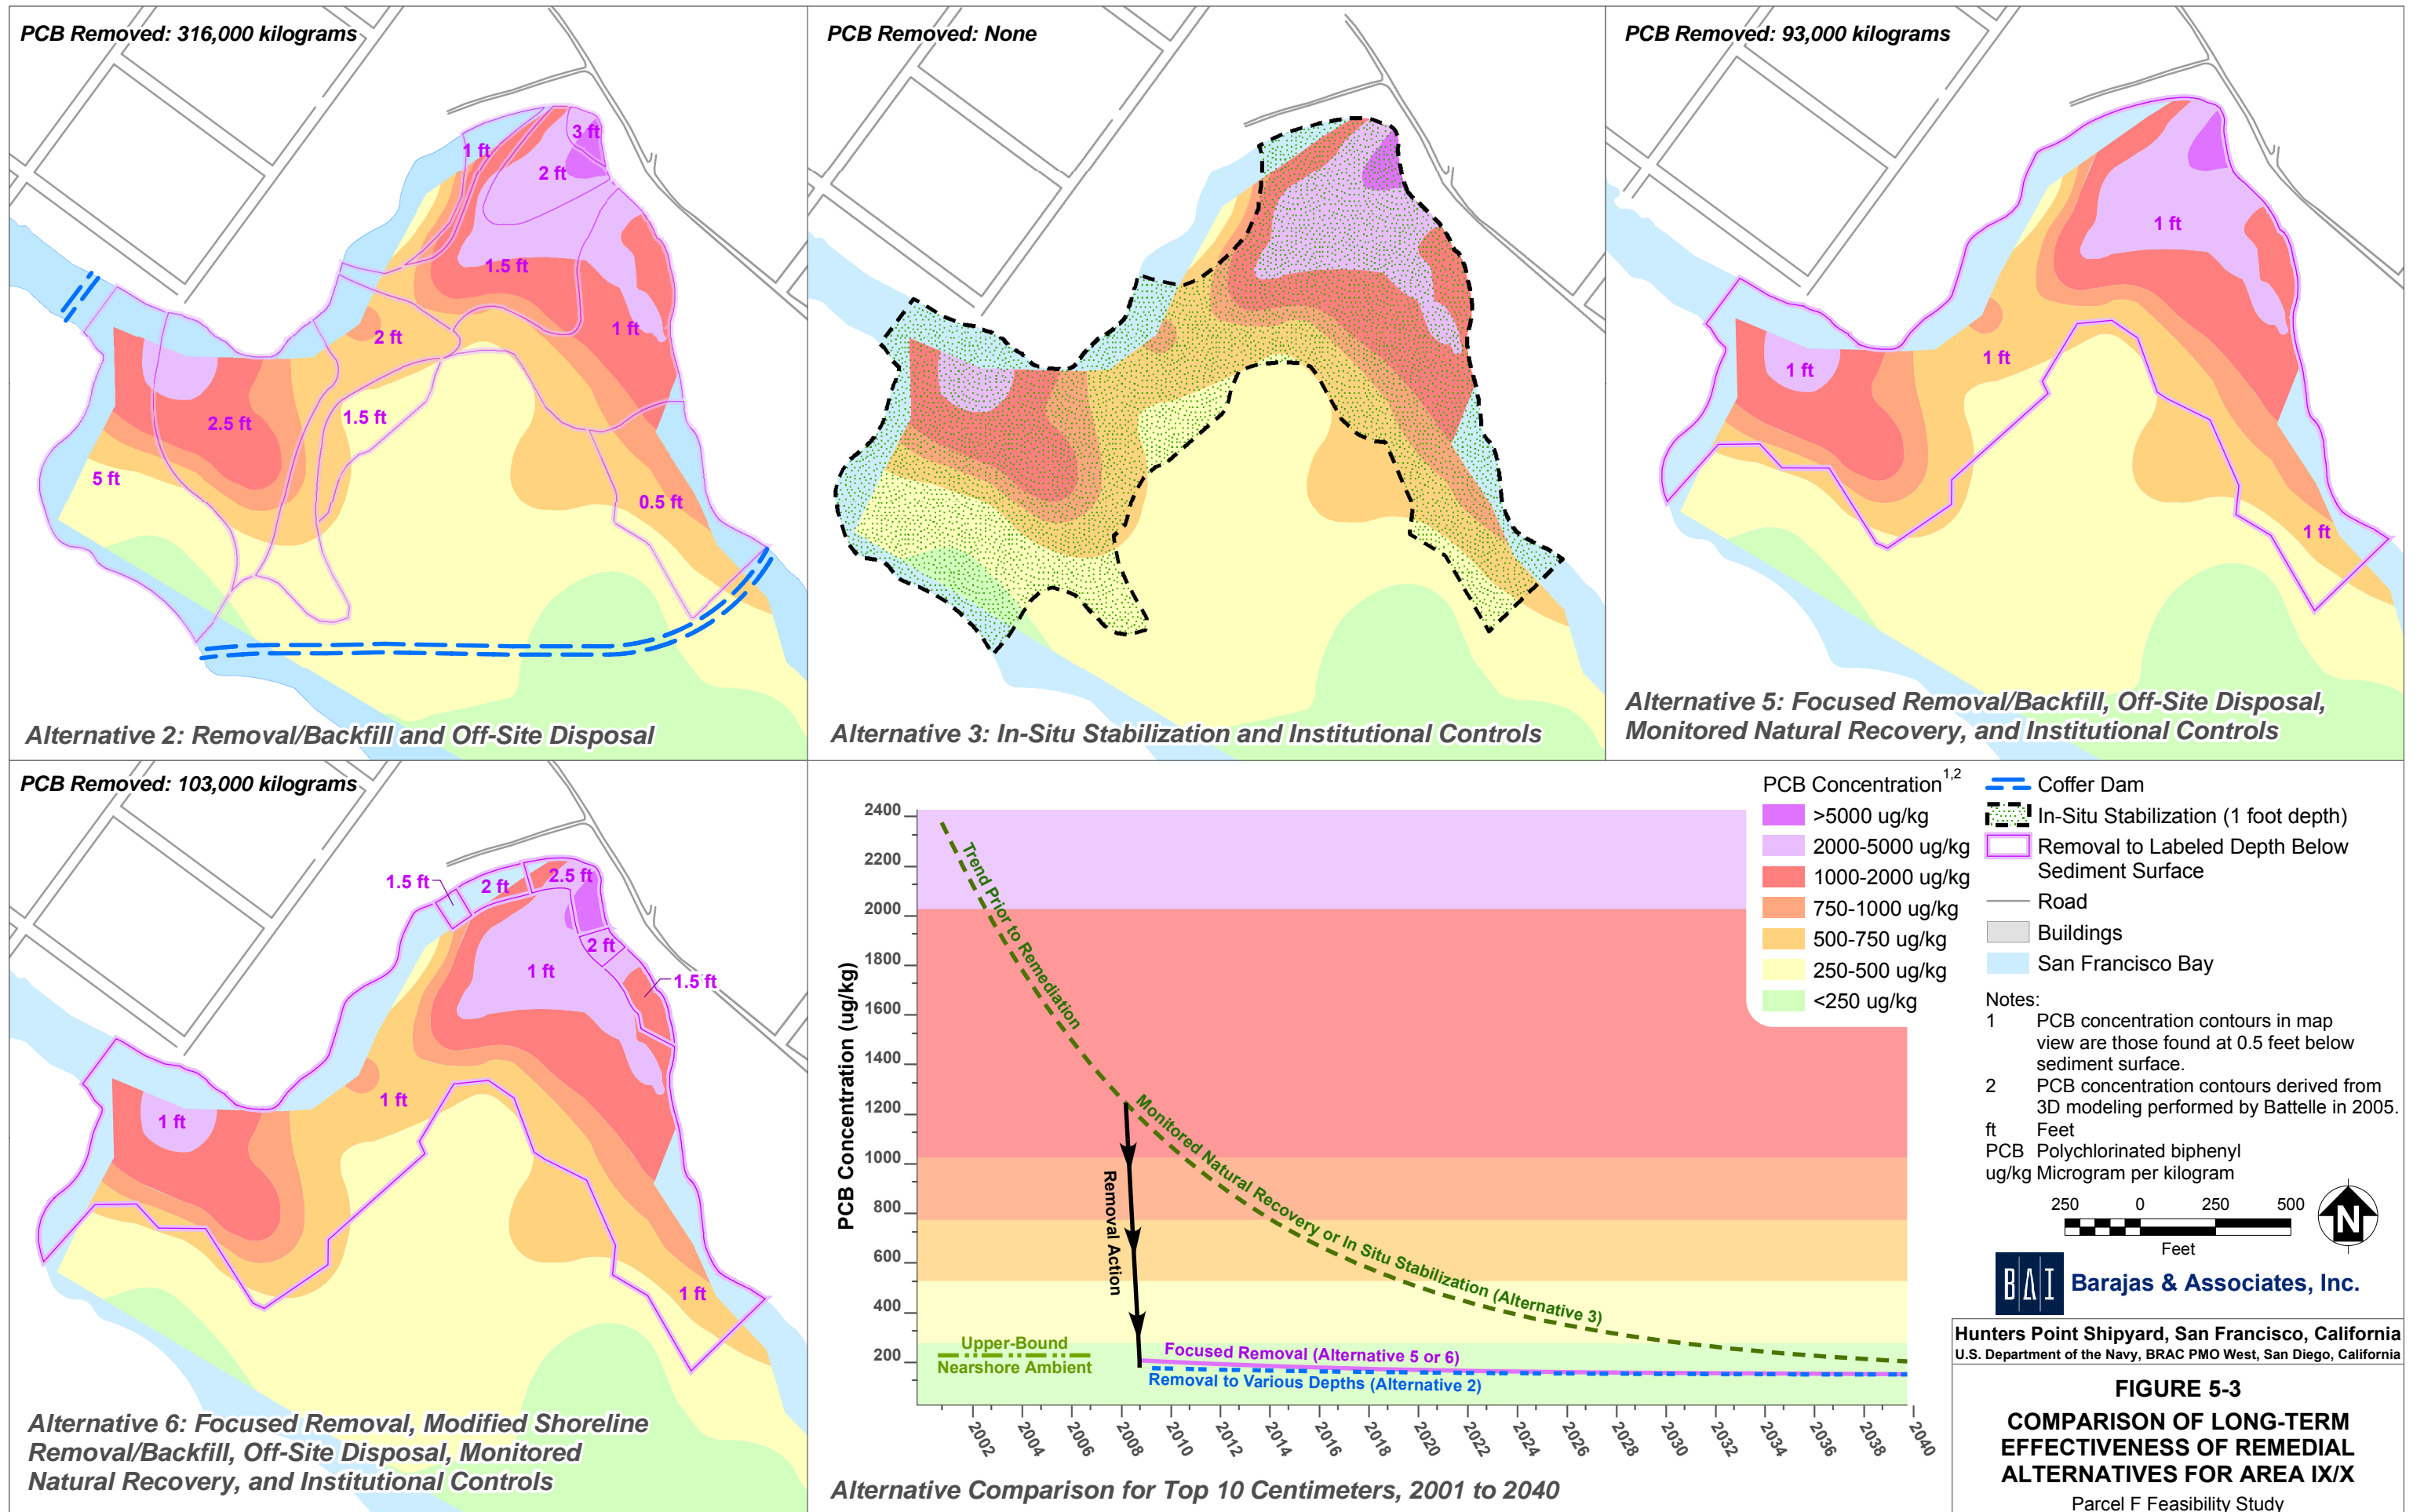 PCB Removed: 316,000 kilograms
3 ft
1 ft
2 ft
1.5 ft
1 ft
2 ft
1.5 ft
2.5 ft
5 ft
0.5 ft
Alternative 2: Removal/Backfill and Off-Site Disposal
PCB Removed: None
Alternative 3: In-Situ Stabilization and Institutional Controls
PCB Removed: 93,000 kilograms
1 ft
1 ft
1 ft
1 ft
Alternative 5: Focused Removal/Backfill, Off-Site Disposal,
Monitored Natural Recovery, and Institutional Controls
PCB Removed: 103,000 kilograms
1.5 ft
2 ft
2.5 ft
2 ft
1 ft
1.5 ft
1 ft
1 ft
1 ft
Alternative 6: Focused Removal, Modified Shoreline
Removal/Backfill, Off-Site Disposal, Monitored
Natural Recovery, and Institutional Controls
PCB Concentration (ug/kg)
2400
2200
2000
1800
1600
1400
1200
1000
800
600
400
200
Trend Prior to Remediation
Monitored Natural Recovery or In Situ Stabilization (Alternative 3)
Removal Action
Upper-Bound
Nearshore Ambient
Focused Removal (Alternative 5 or 6)
Removal to Various Depths (Alternative 2)
2002
2004
2006
2008
2010
2012
2014
2016
2018
2020
2022
2024
2026
2028
2030
2032
2034
2036
2038
2040
Alternative Comparison for Top 10 Centimeters, 2001 to 2040
PCB Concentration 1,2
>5000 ug/kg
2000-5000 ug/kg
1000-2000 ug/kg
750-1000 ug/kg
500-750 ug/kg
250-500 ug/kg
<250 ug/kg
Coffer Dam
In-Situ Stabilization (1 foot depth)
Removal to Labeled Depth Below
Sediment Surface
Road
Buildings
San Francisco Bay
Notes:
1 PCB concentration contours in map
view are those found at 0.5 feet below
sediment surface.
2 PCB concentration contours derived from
3D modeling performed by Battelle in 2005.
ft Feet
PCB Polychlorinated biphenyl
ug/kg Microgram per kilogram
250 0 250 500
Feet
N
BAI Barajas & Associates, Inc.
Hunters Point Shipyard, San Francisco, California
U.S. Department of the Navy, BRAC PMO West, San Diego, California
FIGURE 5-3
COMPARISON OF LONG-TERM
EFFECTIVENESS OF REMEDIAL
ALTERNATIVES FOR AREA IX/X
Parcel F Feasibility Study